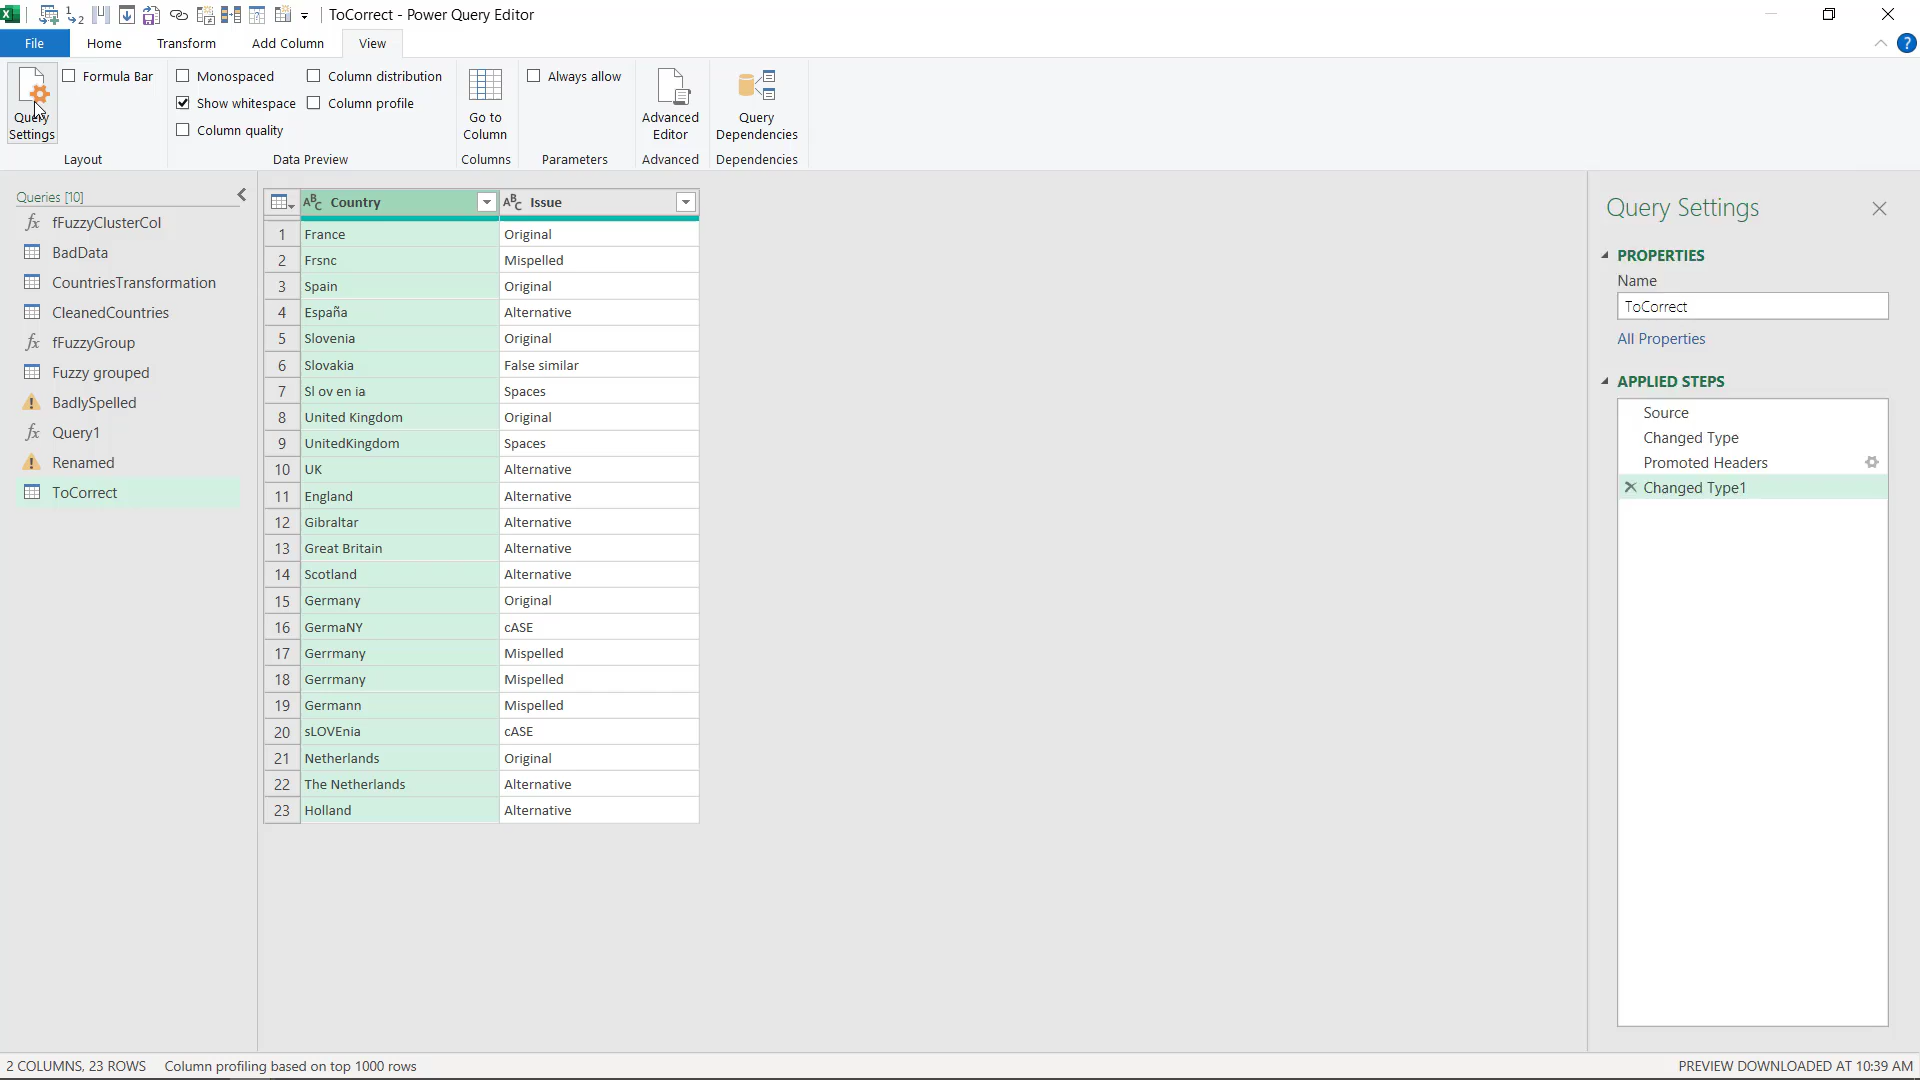 ToCorrect - Power Query Editor
File Home Transform Add Column View
Query Settings
Formula Bar
Layout
Monospaced
Show whitespace
Column quality
Column distribution
Column profile
Data Preview
Go to Column
Columns
Always allow
Parameters
Advanced Editor
Advanced
Query Dependencies
Dependencies
Queries [10]
fx fFuzzyClusterCol
BadData
CountriesTransformation
CleanedCountries
fx fFuzzyGroup
Fuzzy grouped
BadlySpelled
fx Query1
Renamed
ToCorrect
ABC Country ABC Issue
1 France Original
2 Frsnc Mispelled
3 Spain Original
4 España Alternative
5 Slovenia Original
6 Slovakia False similar
7 Sl ov en ia Spaces
8 United Kingdom Original
9 UnitedKingdom Spaces
10 UK Alternative
11 England Alternative
12 Gibraltar Alternative
13 Great Britain Alternative
14 Scotland Alternative
15 Germany Original
16 GermaNY cASE
17 Gerrmany Mispelled
18 Gerrmany Mispelled
19 Germann Mispelled
20 sLOVEnia cASE
21 Netherlands Original
22 The Netherlands Alternative
23 Holland Alternative
Query Settings
PROPERTIES
Name
ToCorrect
All Properties
APPLIED STEPS
Source
Changed Type
Promoted Headers
Changed Type1
2 COLUMNS, 23 ROWS Column profiling based on top 1000 rows
PREVIEW DOWNLOADED AT 10:39 AM